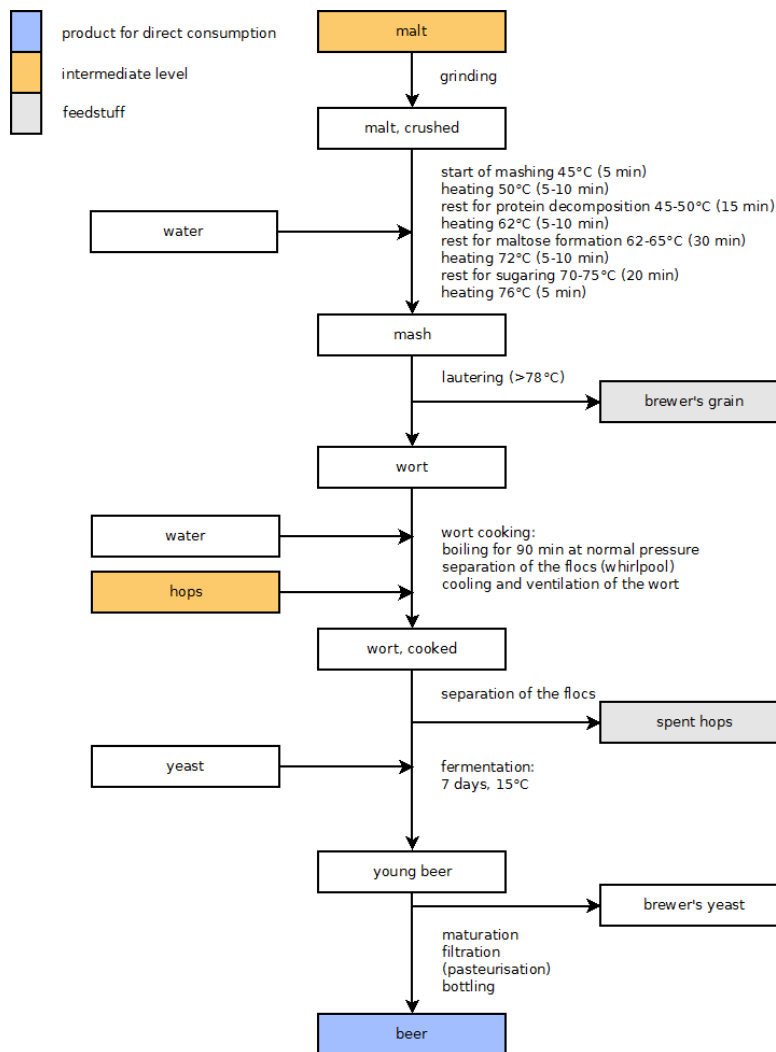 product for direct consumption
malt
intermediate level
grinding
feedstuff
malt, crushed
start of mashing 45°C (5 min)
heating 50°C (5-10 min)
rest for protein decomposition 45-50°C (15 min)
heating 62°C (5-10 min)
rest for maltose formation 62-65°C (30 min)
heating 72°C (5-10 min)
rest for sugaring 70-75°C (20 min)
heating 76°C (5 min)
water
mash
lautering (>78°C)
brewer's grain
wort
water
wort cooking:
boiling for 90 min at normal pressure
separation of the flocs (whirlpool)
cooling and ventilation of the wort
hops
wort, cooked
separation of the flocs
spent hops
yeast
fermentation:
7 days, 15°C
young beer
brewer's yeast
maturation
filtration
(pasteurisation)
bottling
beer